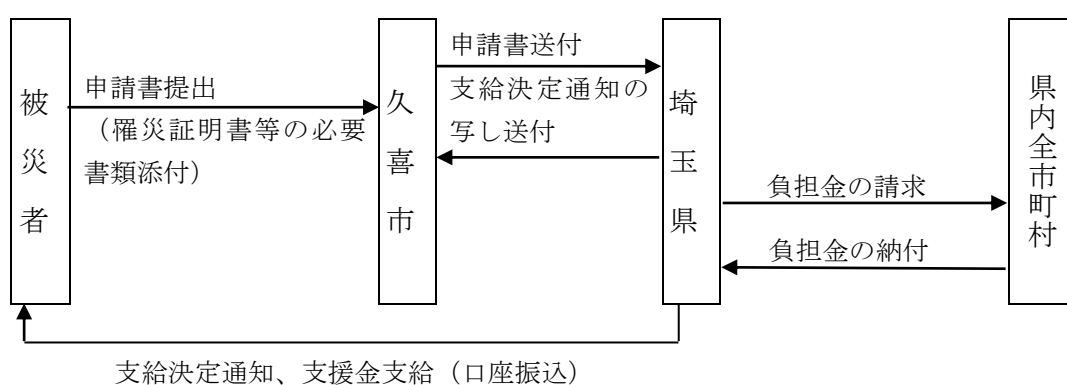 被災者
申請書提出
（罹災証明書等の必要
書類添付）
久喜市
申請書送付
支給決定通知の
写し送付
埼玉県
負担金の請求
負担金の納付
県内全市町村
支給決定通知、支援金支給（口座振込）